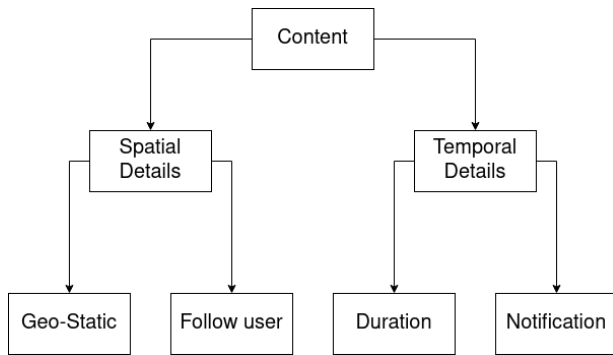 Content
Spatial
Details
Temporal
Details
Geo-Static
Follow user
Duration
Notification